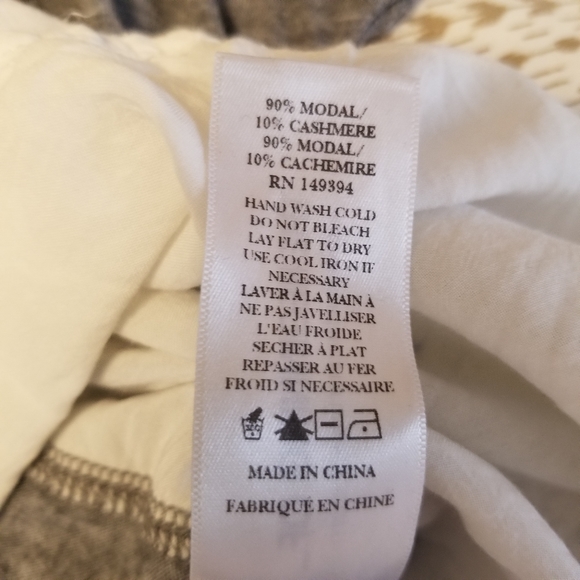 90% MODAL/
10% CASHMERE
90% MODAL/
10% CACHEMIRE
RN 149394
HAND WASH COLD
DO NOT BLEACH
LAY FLAT TO DRY
USE COOL IRON IF
NECESSARY
LAVER À LA MAIN À
NE PAS JAVELLISER
L'EAU FROIDE
SECHER À PLAT
REPASSER AU FER
FROID SI NECESSAIRE
MADE IN CHINA
FABRIQUÉ EN CHINE